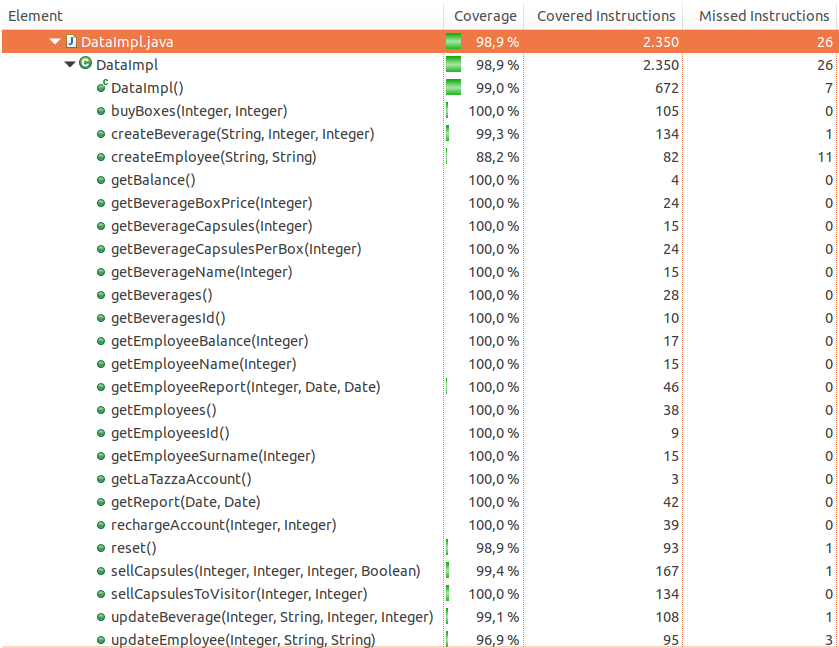 Element Coverage Covered Instructions Missed Instructions
DataImpl.java 98,9 % 2.350 26
DataImpl 98,9 % 2.350 26
DataImpl() 99,0 % 672 7
buyBoxes(Integer, Integer) 100,0 % 105 0
createBeverage(String, Integer, Integer) 99,3 % 134 1
createEmployee(String, String) 88,2 % 82 11
getBalance() 100,0 % 4 0
getBeverageBoxPrice(Integer) 100,0 % 24 0
getBeverageCapsules(Integer) 100,0 % 15 0
getBeverageCapsulesPerBox(Integer) 100,0 % 24 0
getBeverageName(Integer) 100,0 % 15 0
getBeverages() 100,0 % 28 0
getBeveragesId() 100,0 % 10 0
getEmployeeBalance(Integer) 100,0 % 17 0
getEmployeeName(Integer) 100,0 % 15 0
getEmployeeReport(Integer, Date, Date) 100,0 % 46 0
getEmployees() 100,0 % 38 0
getEmployeesId() 100,0 % 9 0
getEmployeeSurname(Integer) 100,0 % 15 0
getLaTazzaAccount() 100,0 % 3 0
getReport(Date, Date) 100,0 % 42 0
rechargeAccount(Integer, Integer) 100,0 % 39 0
reset() 98,9 % 93 1
sellCapsules(Integer, Integer, Integer, Boolean) 99,4 % 167 1
sellCapsulesToVisitor(Integer, Integer) 100,0 % 134 0
updateBeverage(Integer, String, Integer, Integer) 99,1 % 108 1
updateEmployee(Integer, String, String) 96,9 % 95 3